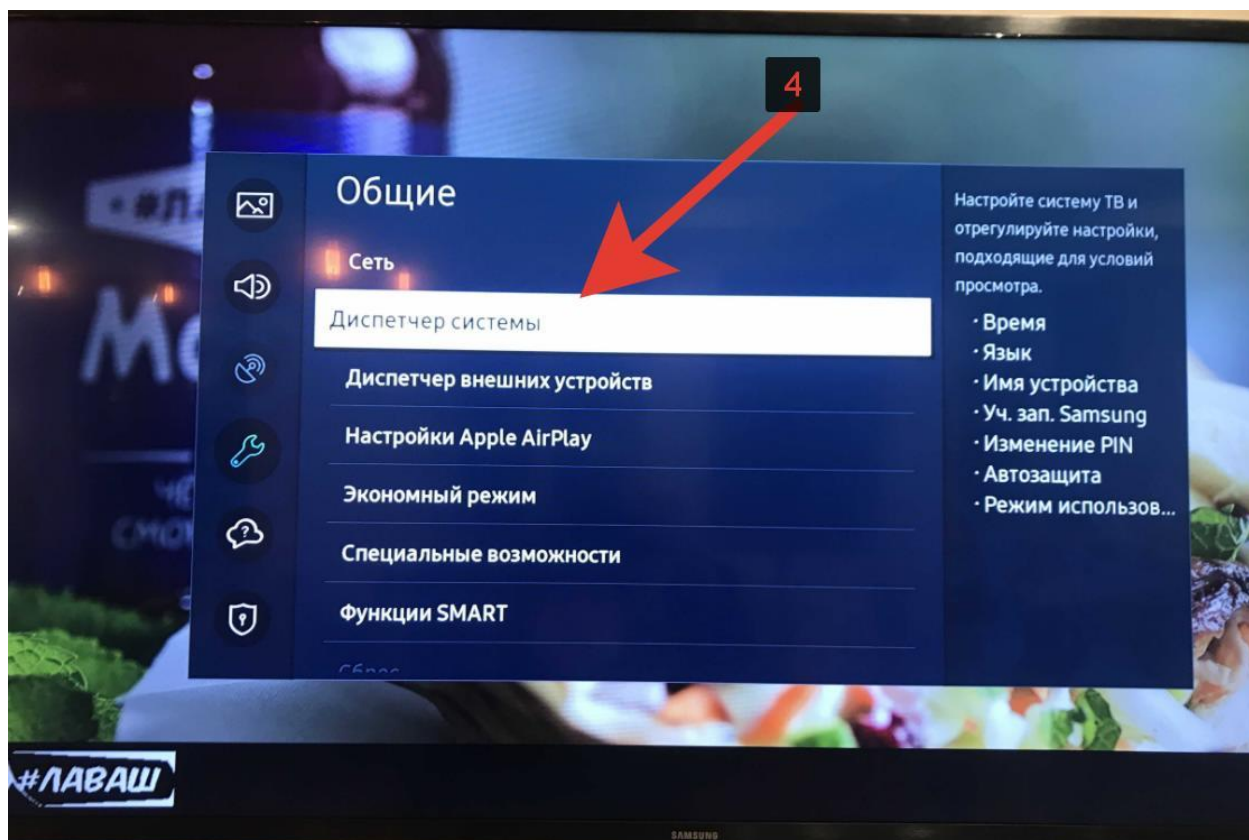 4
Общие
Сеть
Диспетчер системы
Диспетчер внешних устройств
Настройки Apple AirPlay
Экономный режим
Специальные возможности
Функции SMART
Сброс
Настройте систему ТВ и
отрегулируйте настройки,
подходящие для условий
просмотра.
· Время
· Язык
· Имя устройства
· Уч. зап. Samsung
· Изменение PIN
· Автозащита
· Режим использов...
#ЛАВАШ
SAMSUNG